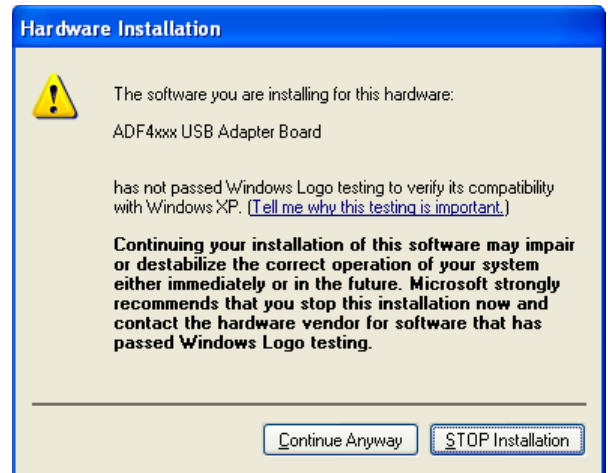 Hardware Installation
The software you are installing for this hardware:
ADF4xxx USB Adapter Board
has not passed Windows Logo testing to verify its compatibility
with Windows XP. (Tell me why this testing is important.)
Continuing your installation of this software may impair
or destabilize the correct operation of your system
either immediately or in the future. Microsoft strongly
recommends that you stop this installation now and
contact the hardware vendor for software that has
passed Windows Logo testing.
Continue Anyway
STOP Installation